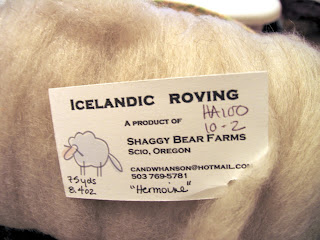 ICELANDIC ROVING
HA100
A PRODUCT OF
10-2
SHAGGY BEAR FARMS
SCIO, OREGON
CANDWHANSON@HOTMAIL.COM
503 769-5781
75yds
8.4oz
"Hermoine"